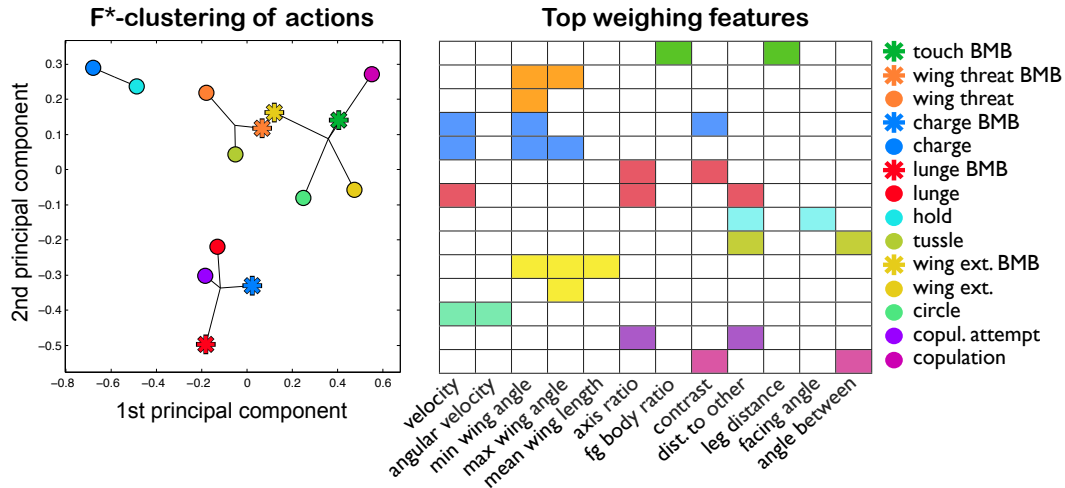 F*-clustering of actions
Top weighing features
2nd principal component
0.3
0.2
0.1
0
−0.1
−0.2
−0.3
−0.4
−0.5
−0.8
−0.6
−0.4
−0.2
0
0.2
0.4
0.6
1st principal component
velocity
angular velocity
min wing angle
max wing angle
mean wing length
axis ratio
fg body ratio
contrast
dist. to other
leg distance
facing angle
angle between
touch BMB
wing threat BMB
wing threat
charge BMB
charge
lunge BMB
lunge
hold
tussle
wing ext. BMB
wing ext.
circle
copul. attempt
copulation